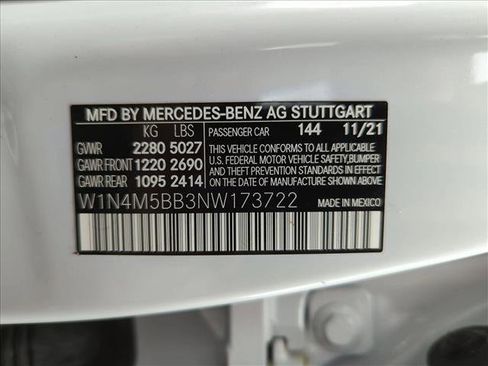 MFD BY MERCEDES-BENZ AG STUTTGART
KG LBS PASSENGER CAR 144 11/21
GVWR 2280 5027
GAWR FRONT 1220 2690
GAWR REAR 1095 2414
THIS VEHICLE CONFORMS TO ALL APPLICABLE
U.S. FEDERAL MOTOR VEHICLE SAFETY, BUMPER
AND THEFT PREVENTION STANDARDS IN EFFECT
ON THE DATE OF MANUFACTURE SHOWN ABOVE.
W1N4M5BB3NW173722 MADE IN MEXICO